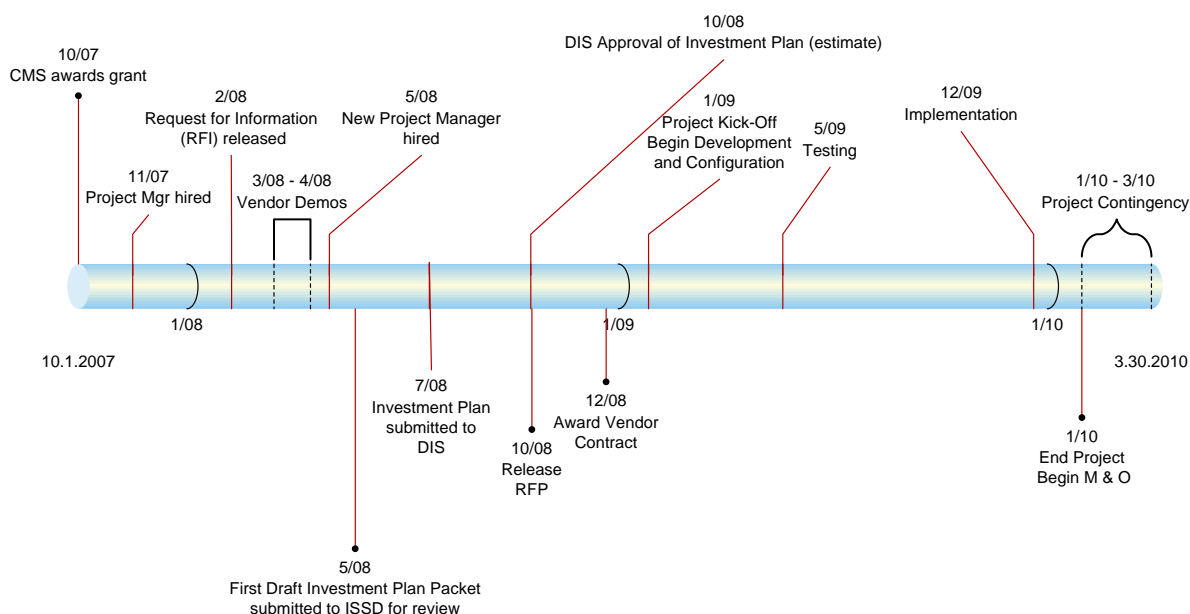 10/07
CMS awards grant
11/07
Project Mgr hired
2/08
Request for Information
(RFI) released
3/08 - 4/08
Vendor Demos
5/08
New Project Manager
hired
10/08
DIS Approval of Investment Plan (estimate)
1/09
Project Kick-Off
Begin Development
and Configuration
5/09
Testing
12/09
Implementation
1/10 - 3/10
Project Contingency
1/08
1/09
1/10
10.1.2007
3.30.2010
5/08
First Draft Investment Plan Packet
submitted to ISSD for review
7/08
Investment Plan
submitted to
DIS
10/08
Release
RFP
12/08
Award Vendor
Contract
1/10
End Project
Begin M & O